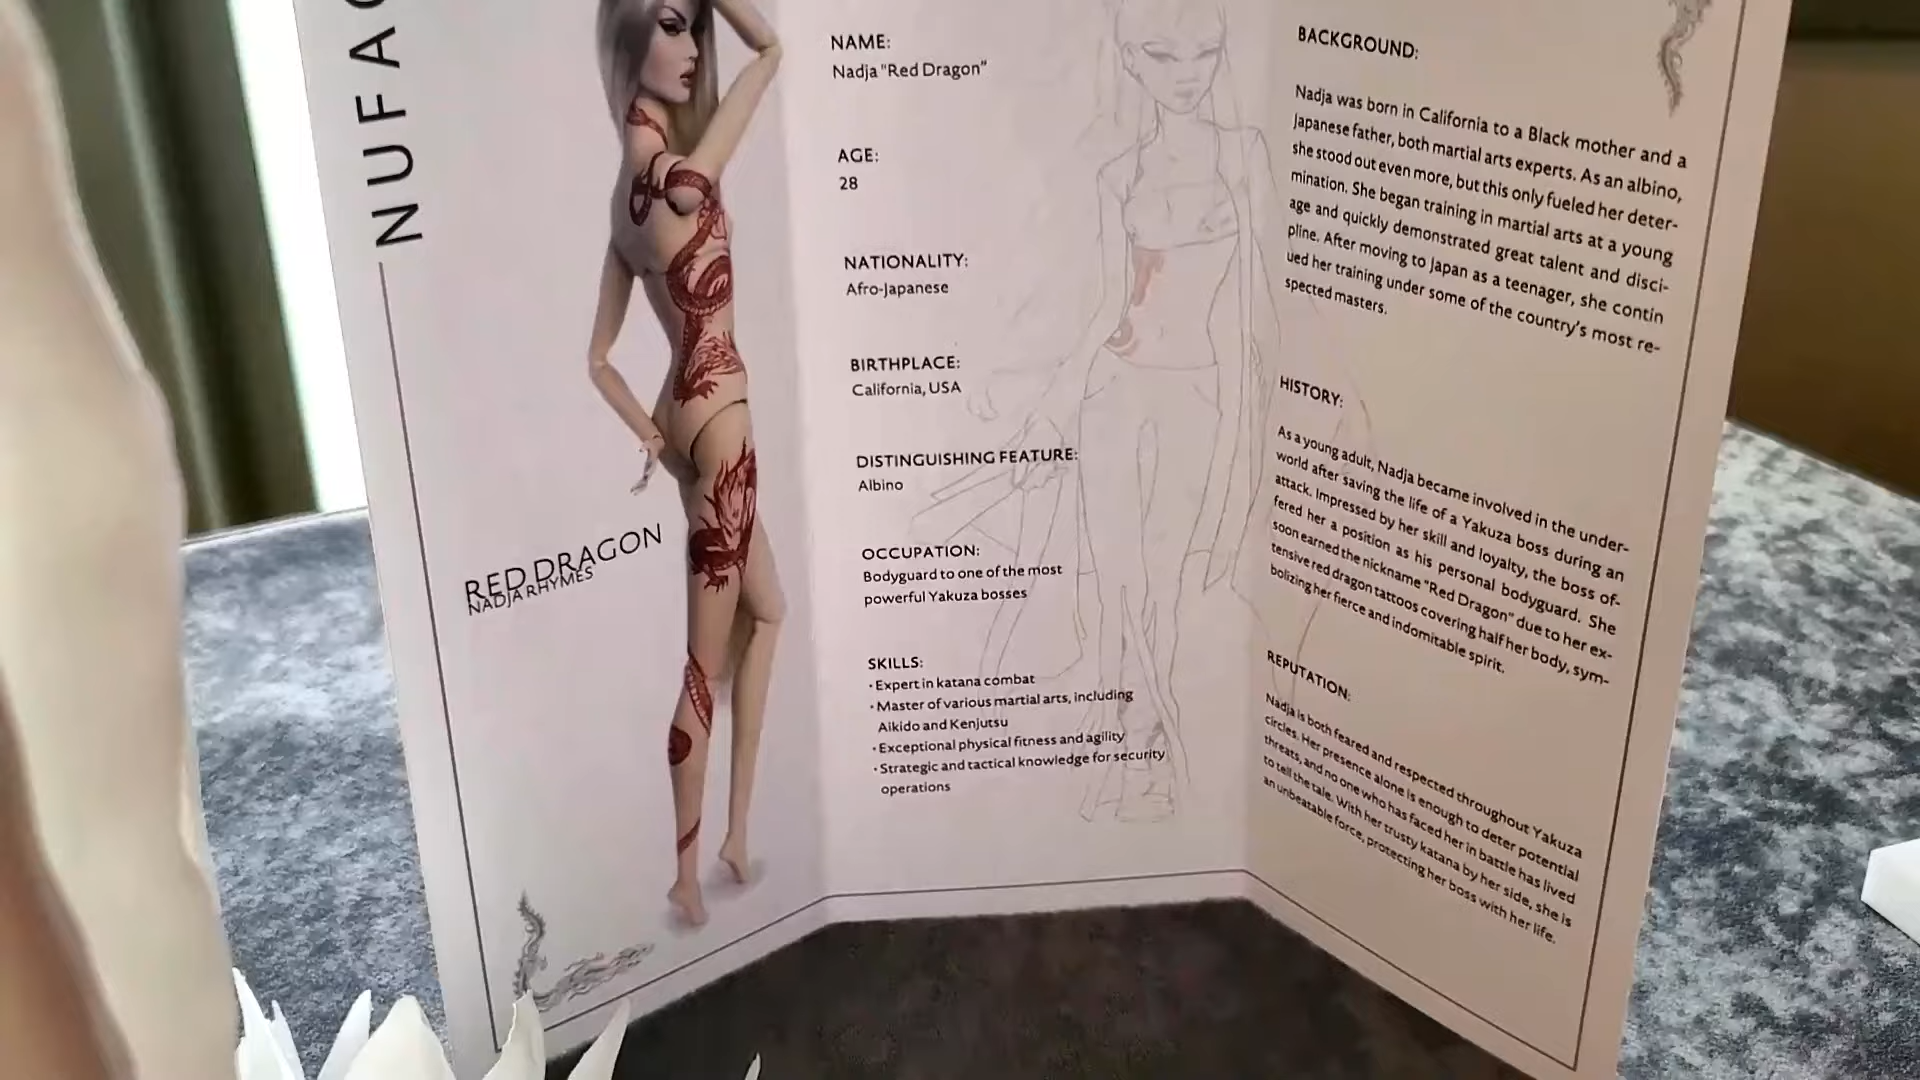 NUFAC
RED DRAGON
NADJA RHYMES
NAME:
Nadja "Red Dragon"
AGE:
28
NATIONALITY:
Afro-Japanese
BIRTHPLACE:
California, USA
DISTINGUISHING FEATURE:
Albino
OCCUPATION:
Bodyguard to one of the most
powerful Yakuza bosses
SKILLS:
• Expert in katana combat
• Master of various martial arts, including
Aikido and Kenjutsu
• Exceptional physical fitness and agility
• Strategic and tactical knowledge for security
operations
BACKGROUND:
Nadja was born in California to a Black mother and a
Japanese father, both martial arts experts. As an albino,
she stood out even more, but this only fueled her deter-
mination. She began training in martial arts at a young
age and quickly demonstrated great talent and disci-
pline. After moving to Japan as a teenager, she contin
ued her training under some of the country's most re-
spected masters.
HISTORY:
As a young adult, Nadja became involved in the under-
world after saving the life of a Yakuza boss during an
attack. Impressed by her skill and loyalty, the boss of-
fered her a position as his personal bodyguard. She
soon earned the nickname "Red Dragon" due to her ex-
tensive red dragon tattoos covering half her body, sym-
bolizing her fierce and indomitable spirit.
REPUTATION:
Nadja is both feared and respected throughout Yakuza
circles. Her presence alone is enough to deter potential
threats, and no one who has faced her in battle has lived
to tell the tale. With her trusty katana by her side, she is
an unbeatable force, protecting her boss with her life.